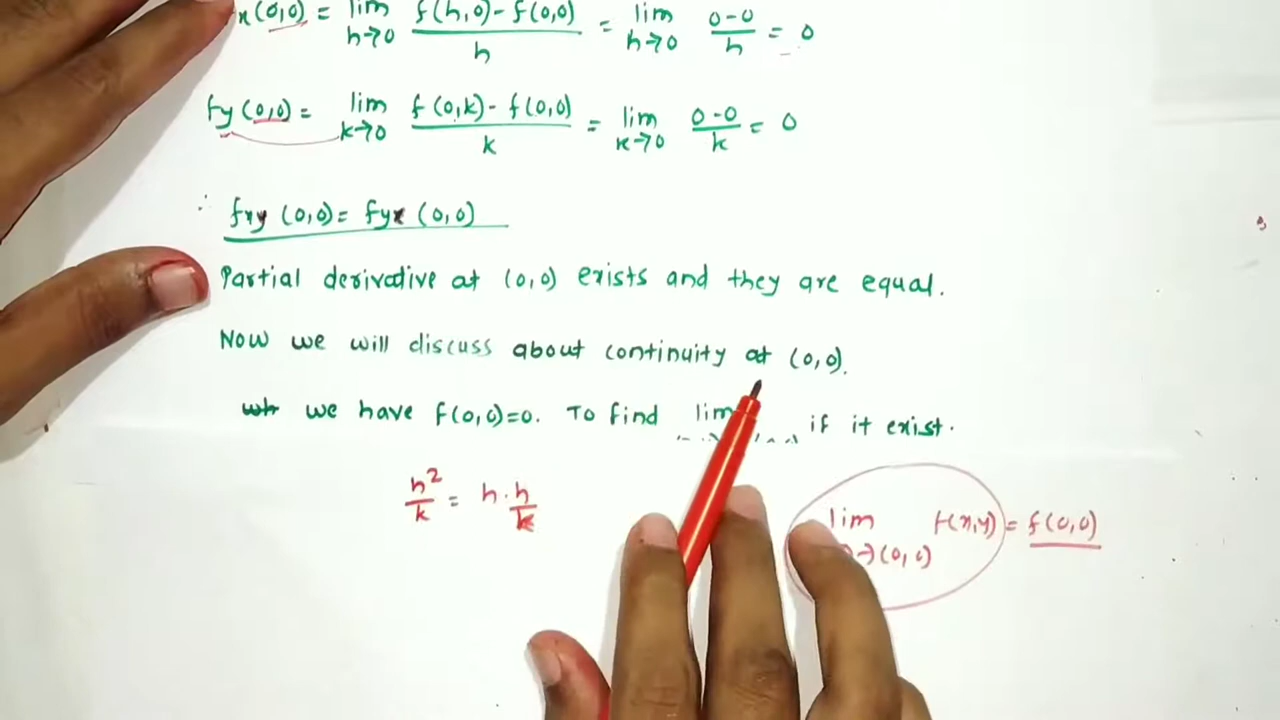 x(0,0) = lim h→0 f(h,0) - f(0,0) / h = lim h→0 0-0 / h = 0
fy (0,0) = lim k→0 f(0,k) - f(0,0) / k = lim k→0 0-0 / k = 0
∴ fxy (0,0) = fyx (0,0)
Partial derivative at (0,0) exists and they are equal.
Now we will discuss about continuity at (0,0).
we have f(0,0)=0. To find lim if it exist.
h²/k = h·h/k
lim →(0,0) f(x,y) = f(0,0)